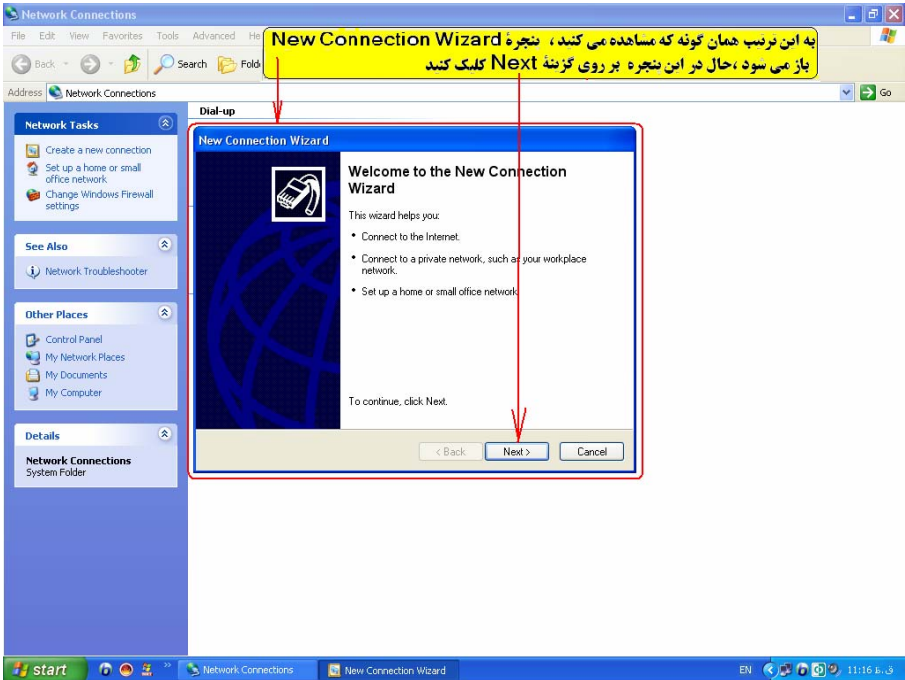 Network Connections
File Edit View Favorites Tools Advanced He
به این ترتیب همان گونه که مشاهده می کنید ، پنجرهٔ New Connection Wizard
باز می شود ،حال در این پنجره بر روی گزینهٔ Next کلیک کنید
Back Search Fold
Address Network Connections Go
Dial-up
Network Tasks
Create a new connection
Set up a home or small
office network
Change Windows Firewall
settings
See Also
Network Troubleshooter
Other Places
Control Panel
My Network Places
My Documents
My Computer
Details
Network Connections
System Folder
New Connection Wizard
Welcome to the New Connection
Wizard
This wizard helps you:
• Connect to the Internet.
• Connect to a private network, such as your workplace
network.
• Set up a home or small office network.
To continue, click Next.
< Back Next > Cancel
start Network Connections New Connection Wizard EN 11:16 ق.ظ